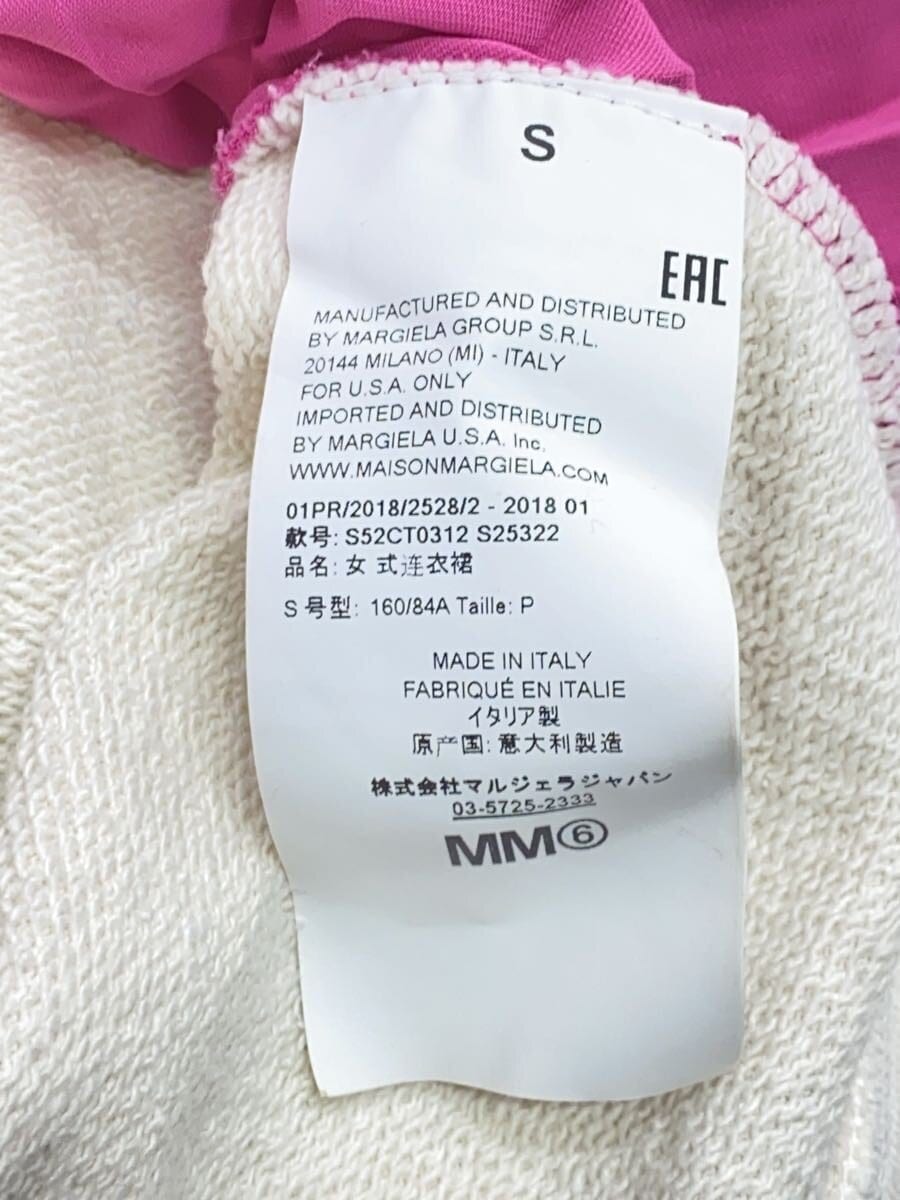 S
EAC
MANUFACTURED AND DISTRIBUTED
BY MARGIELA GROUP S.R.L.
20144 MILANO (MI) - ITALY
FOR U.S.A. ONLY
IMPORTED AND DISTRIBUTED
BY MARGIELA U.S.A. Inc.
WWW.MAISONMARGIELA.COM
01PR/2018/2528/2 - 2018 01
款号: S52CT0312 S25322
品名: 女 式连衣裙
S 号型: 160/84A Taille: P
MADE IN ITALY
FABRIQUÉ EN ITALIE
イタリア製
原产国: 意大利製造
株式会社マルジェラジャパン
03-5725-2333
MM⑥